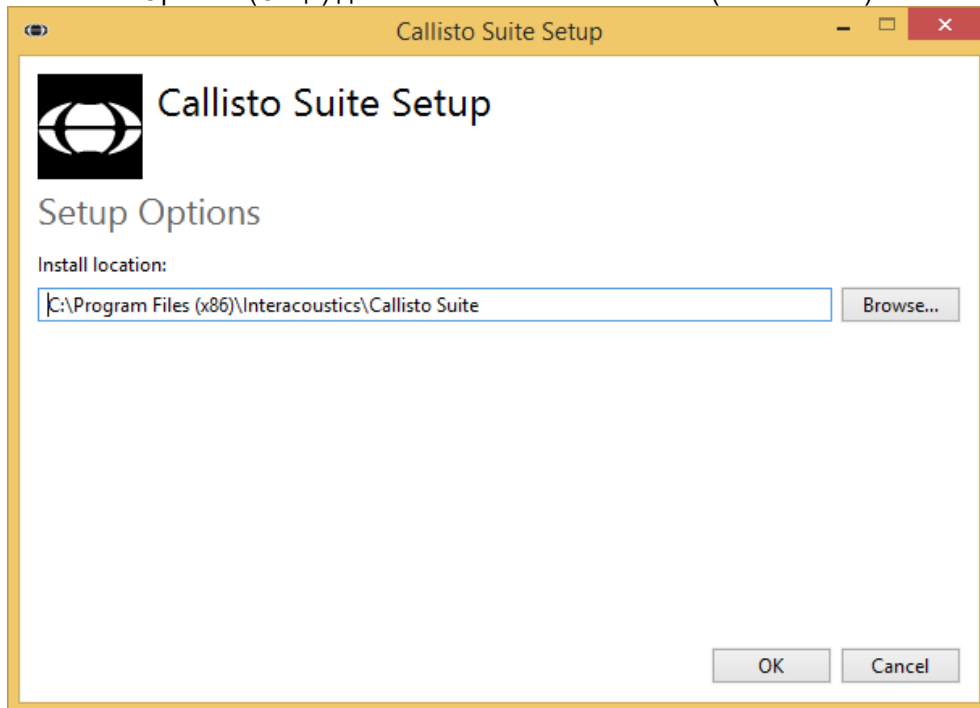 Callisto Suite Setup
Callisto Suite Setup
Setup Options
Install location:
C:\Program Files (x86)\Interacoustics\Callisto Suite
Browse...
OK
Cancel